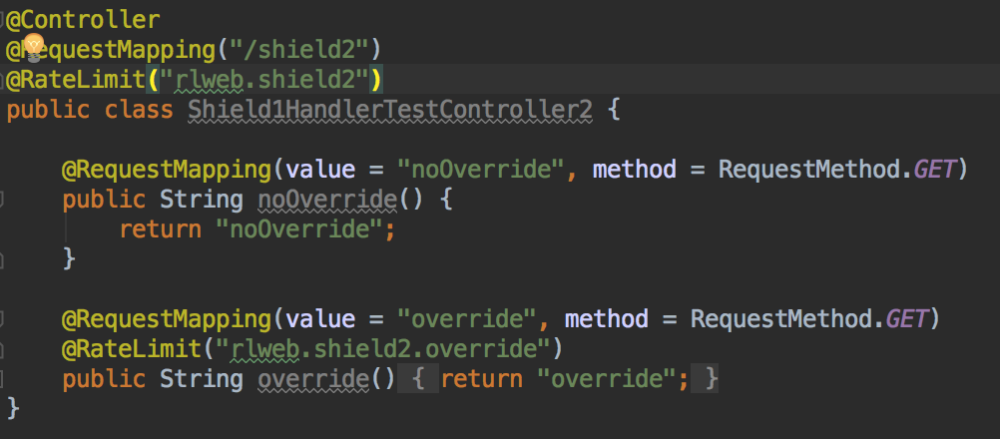 @Controller
@RequestMapping("/shield2")
@RateLimit("rlweb.shield2")
public class Shield1HandlerTestController2 {
@RequestMapping(value = "noOverride", method = RequestMethod.GET)
public String noOverride() {
return "noOverride";
}
@RequestMapping(value = "override", method = RequestMethod.GET)
@RateLimit("rlweb.shield2.override")
public String override() { return "override"; }
}